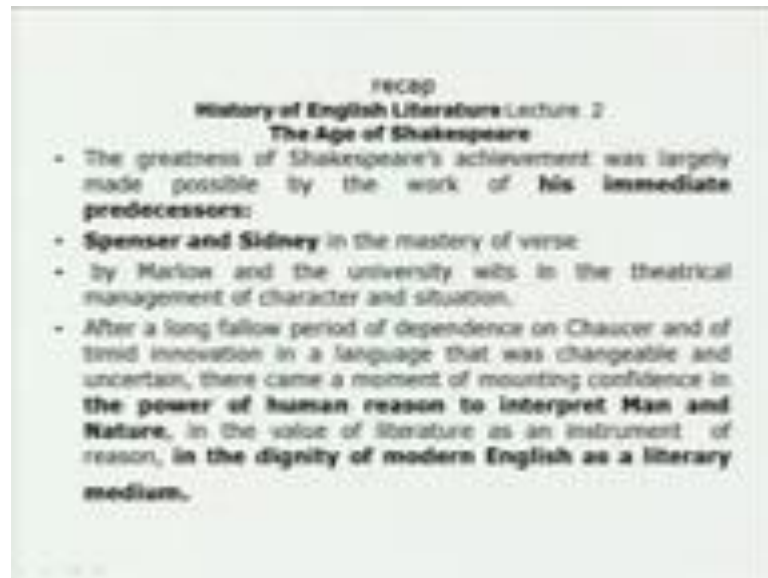 recap
History of English Literature Lecture 2
The Age of Shakespeare
- The greatness of Shakespeare's achievement was largely
made possible by the work of his immediate
predecessors:
- Spenser and Sidney in the mastery of verse
- by Marlow and the university wits in the theatrical
management of character and situation.
- After a long fallow period of dependence on Chaucer and of
timid innovation in a language that was changeable and
uncertain, there came a moment of mounting confidence in
the power of human reason to interpret Man and
Nature, in the value of literature as an instrument of
reason, in the dignity of modern English as a literary
medium.